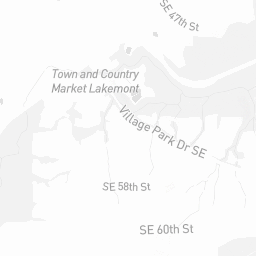 SE 47th St
Town and Country
Market Lakemont
Village Park Dr SE
SE 58th St
SE 60th St